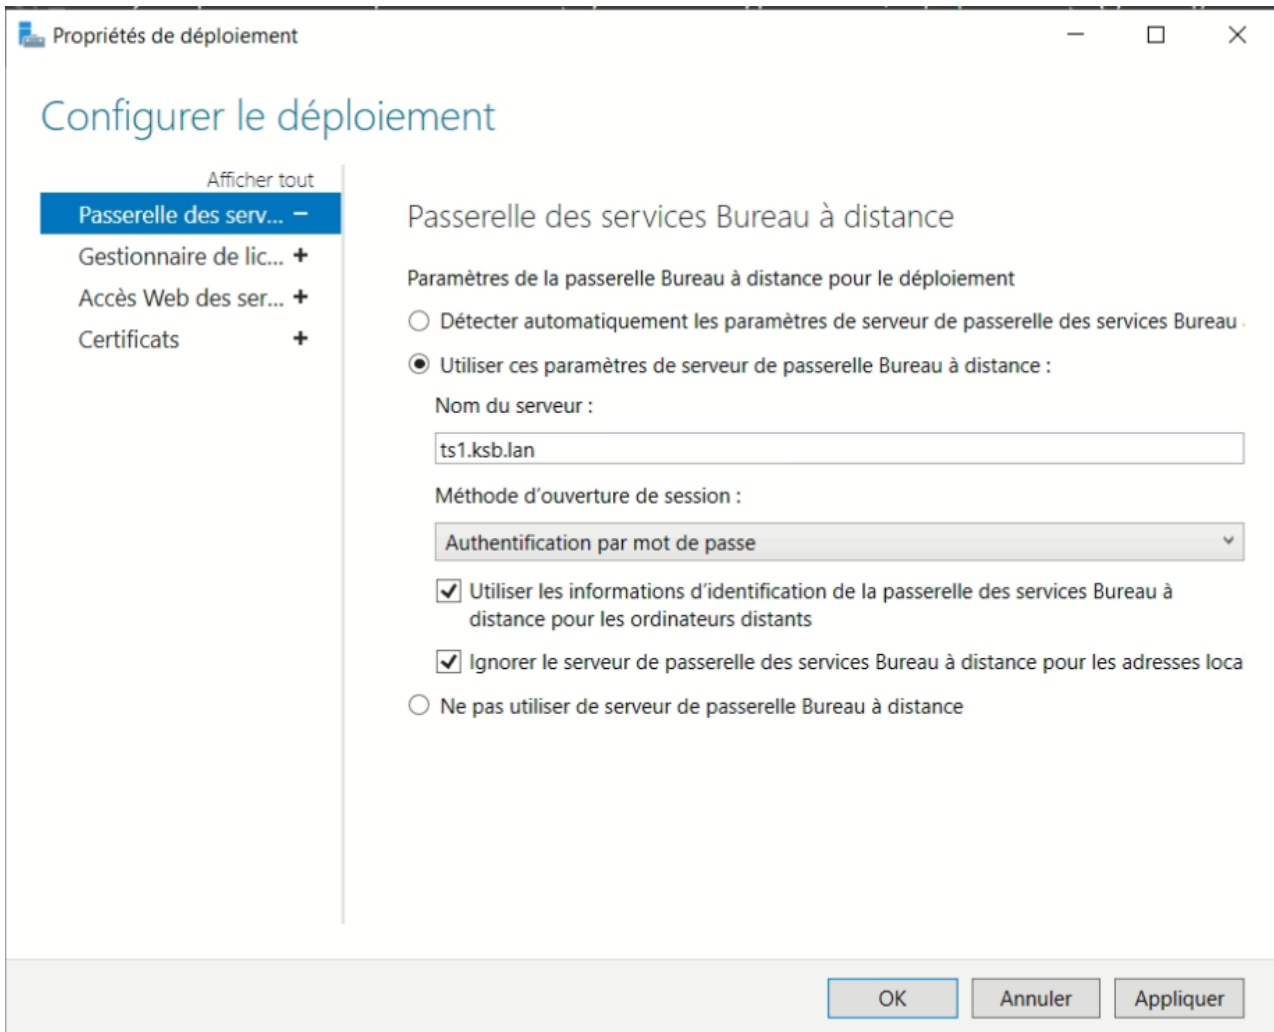 Propriétés de déploiement
Configurer le déploiement
Afficher tout
Passerelle des serv...
Gestionnaire de lic...
Accès Web des ser...
Certificats
Passerelle des services Bureau à distance
Paramètres de la passerelle Bureau à distance pour le déploiement
Détecter automatiquement les paramètres de serveur de passerelle des services Bureau
Utiliser ces paramètres de serveur de passerelle Bureau à distance :
Nom du serveur :
ts1.ksb.lan
Méthode d'ouverture de session :
Authentification par mot de passe
Utiliser les informations d'identification de la passerelle des services Bureau à
distance pour les ordinateurs distants
Ignorer le serveur de passerelle des services Bureau à distance pour les adresses loca
Ne pas utiliser de serveur de passerelle Bureau à distance
OK
Annuler
Appliquer